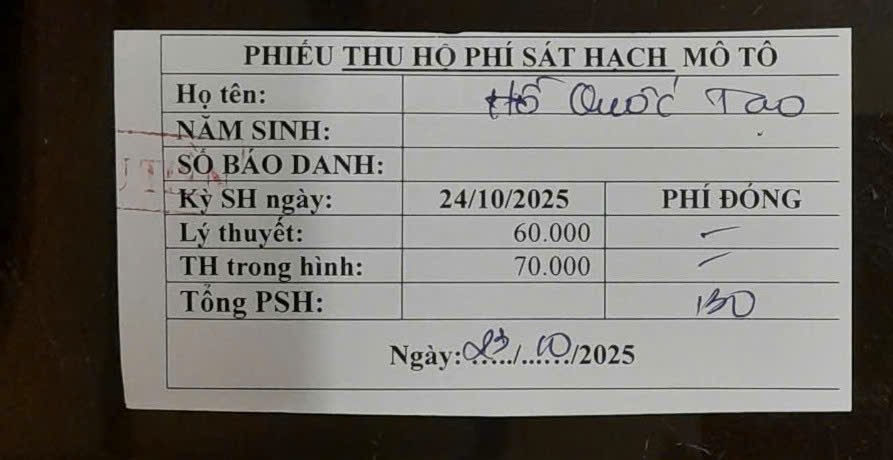 PHIẾU THU HỘ PHÍ SÁT HẠCH MÔ TÔ
Họ tên: Hồ Quốc Tạo
NĂM SINH:
SỐ BÁO DANH:
Kỳ SH ngày: 24/10/2025 PHÍ ĐÓNG
Lý thuyết: 60.000
TH trong hình: 70.000
Tổng PSH: 130
Ngày: 23/10/2025